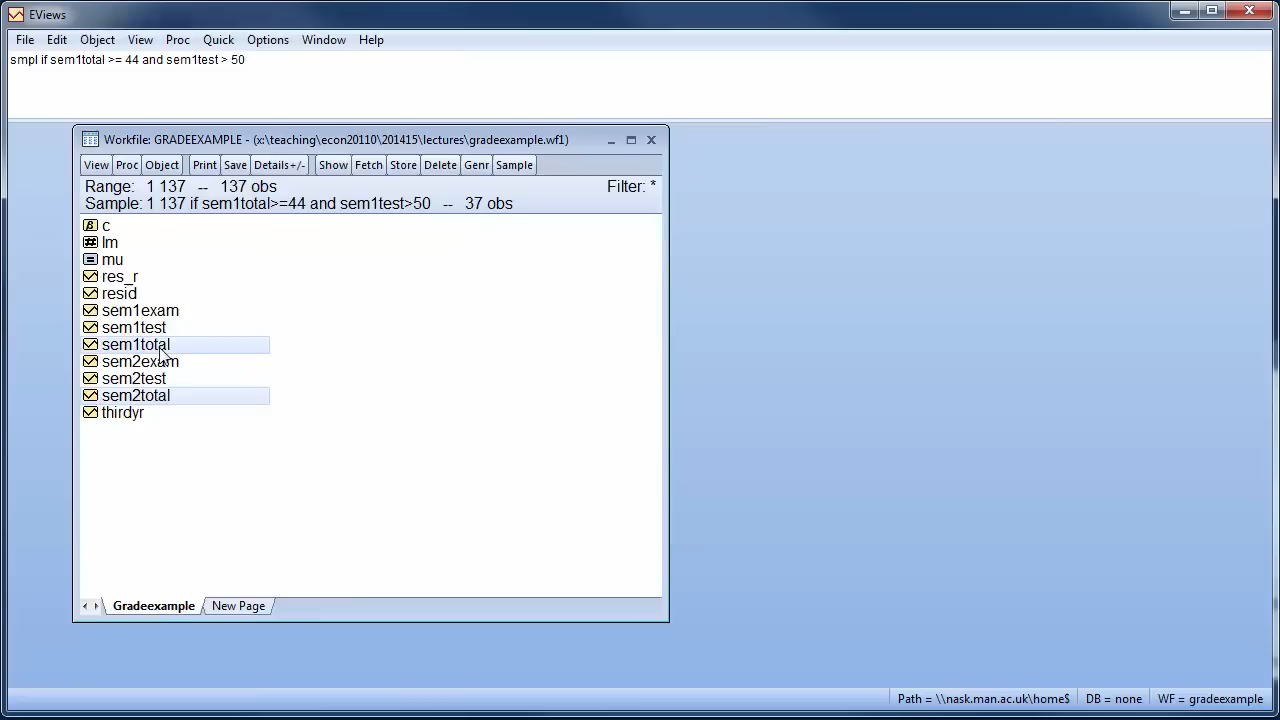 EViews
File Edit Object View Proc Quick Options Window Help
smpl if sem1total >= 44 and sem1test > 50
Workfile: GRADEEXAMPLE - (x:\teaching\econ20110\201415\lectures\gradeexample.wf1)
View Proc Object Print Save Details+/- Show Fetch Store Delete Genr Sample
Range: 1 137 -- 137 obs Filter: *
Sample: 1 137 if sem1total>=44 and sem1test>50 -- 37 obs
β c
# lm
= mu
res_r
resid
sem1exam
sem1test
sem1total
sem2exam
sem2test
sem2total
thirdyr
Gradeexample New Page
Path = \\nask.man.ac.uk\home$ DB = none WF = gradeexample